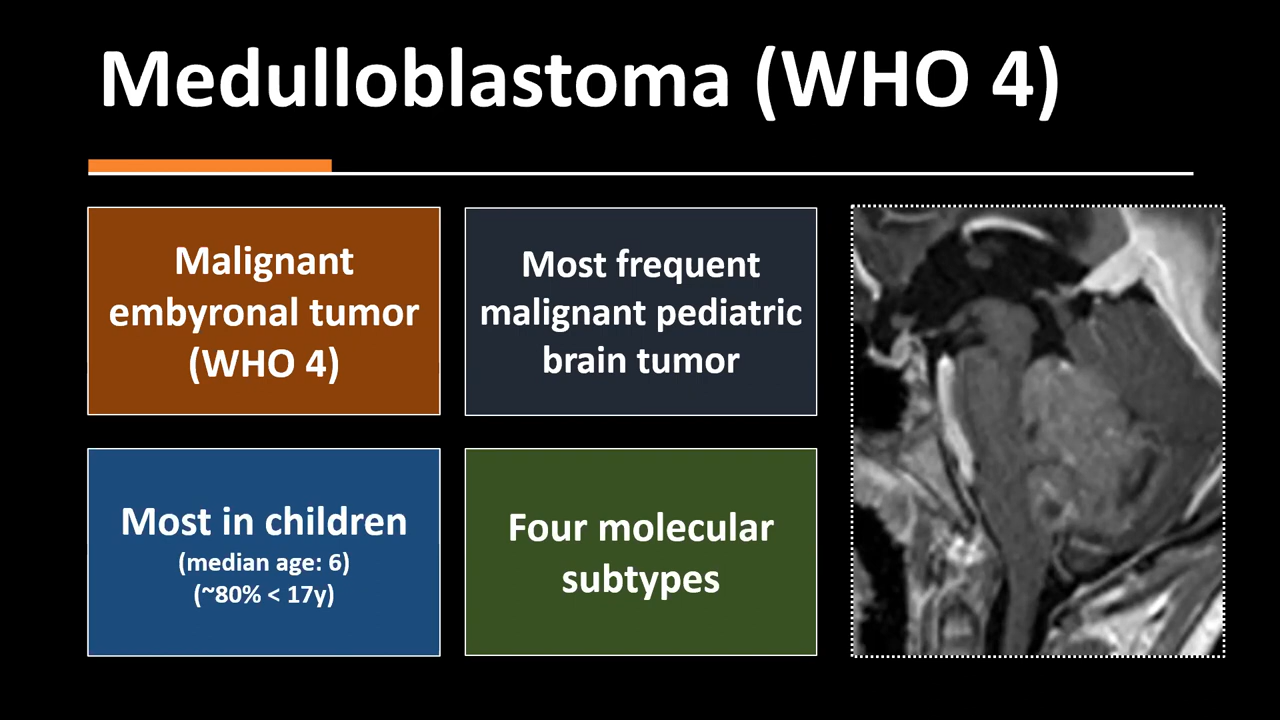 Medulloblastoma (WHO 4)
Malignant
embyronal tumor
(WHO 4)
Most frequent
malignant pediatric
brain tumor
Most in children
(median age: 6)
(~80% < 17y)
Four molecular
subtypes